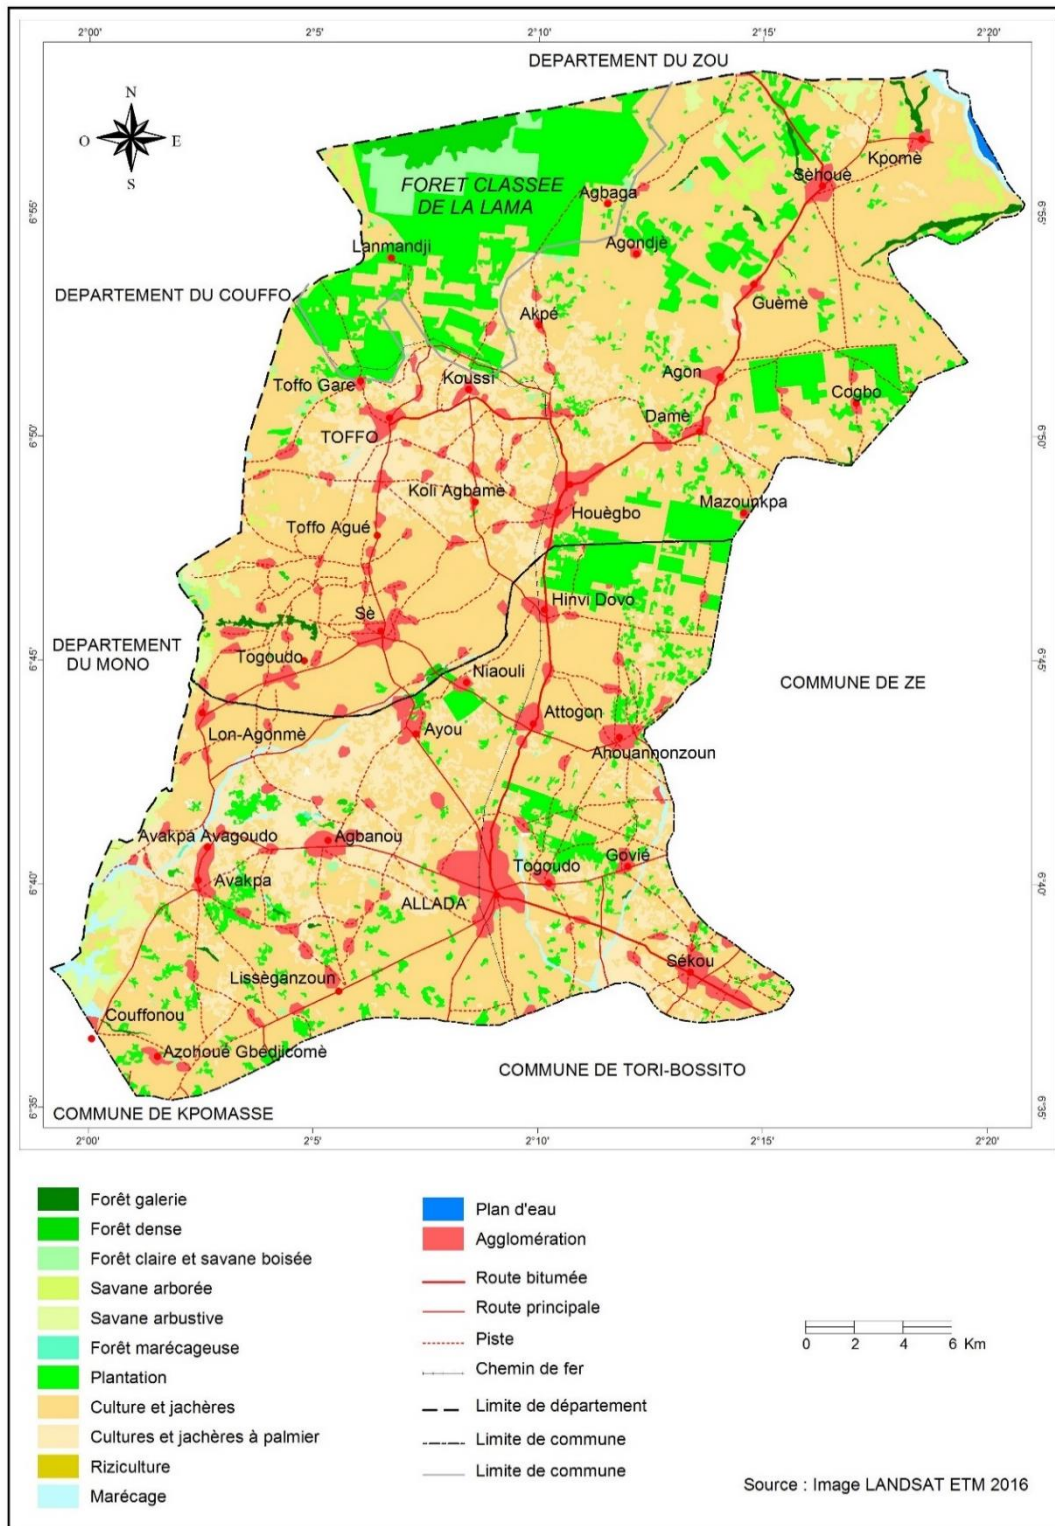 2°00'
2°5'
2°10'
2°15'
2°20'
DEPARTEMENT DU ZOU
N
O
E
S
Kpomè
Sèhouè
FORET CLASSEE
DE LA LAMA
Agbaga
6°55'
6°55'
Agondjè
Lanmandji
DEPARTEMENT DU COUFFO
Guèmè
Akpé
Agon
Toffo Gare
Koussi
Cogbo
TOFFO
Damè
6°50'
6°50'
Koli Agbamè
Mazounkpa
Houègbo
Toffo Agué
Hinvi Dovo
Sè
DEPARTEMENT
DU MONO
Togoudo
6°45'
6°45'
Niaouli
COMMUNE DE ZE
Lon-Agonmè
Ayou
Attogon
Ahouannonzoun
Avakpa Avagoudo
Agbanou
Govié
Togoudo
Avakpa
6°40'
6°40'
ALLADA
Sékou
Lissèganzoun
Couffonou
Azohoué Gbédjicomè
COMMUNE DE TORI-BOSSITO
6°35'
6°35'
COMMUNE DE KPOMASSE
2°00'
2°5'
2°10'
2°15'
2°20'
Forêt galerie
Forêt dense
Forêt claire et savane boisée
Savane arborée
Savane arbustive
Forêt marécageuse
Plantation
Culture et jachères
Cultures et jachères à palmier
Riziculture
Marécage
Plan d'eau
Agglomération
Route bitumée
Route principale
Piste
Chemin de fer
Limite de département
Limite de commune
Limite de commune
0 2 4 6 Km
Source : Image LANDSAT ETM 2016